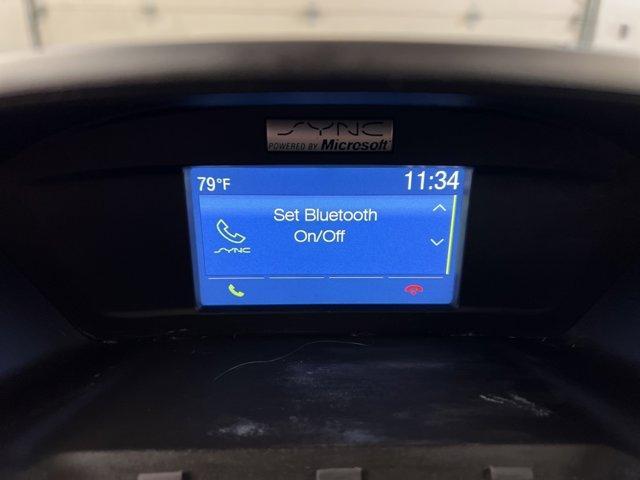 SYNC
POWERED BY Microsoft
79°F
11:34
Set Bluetooth
On/Off
SYNC